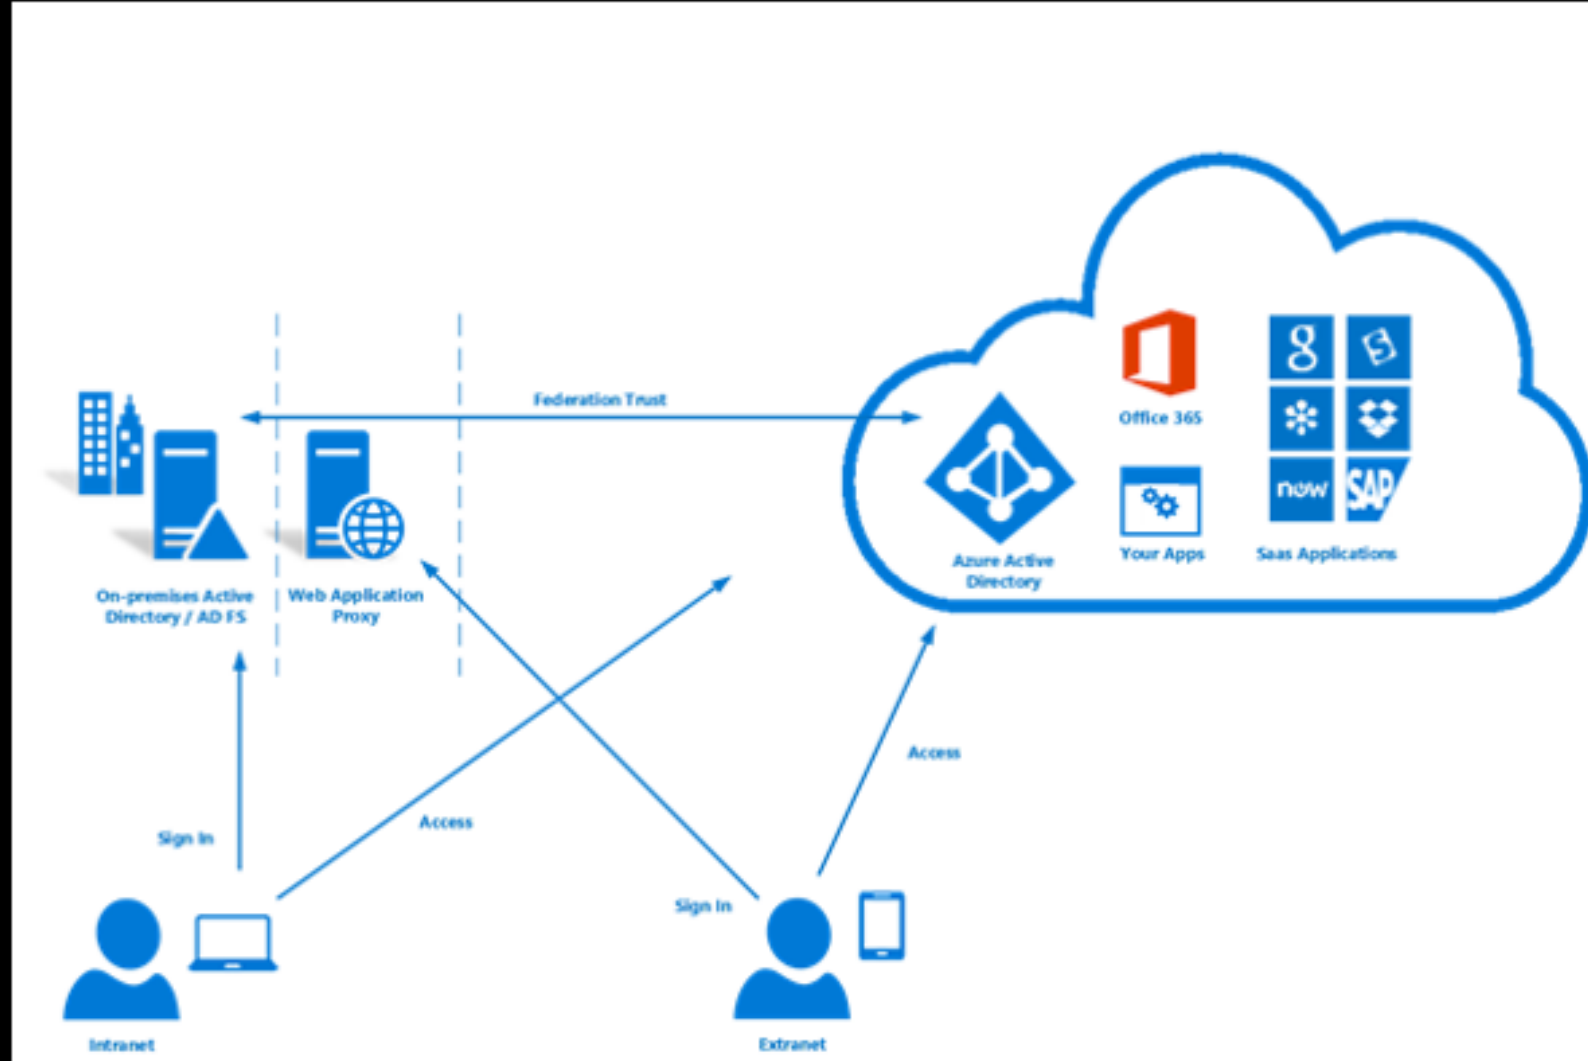 Federation Trust
Office 365
On-premises Active
Directory / AD FS
Web Application
Proxy
Azure Active
Directory
Your Apps
Saas Applications
g
S
now
SAP
Access
Sign In
Access
Sign In
Intranet
Extranet